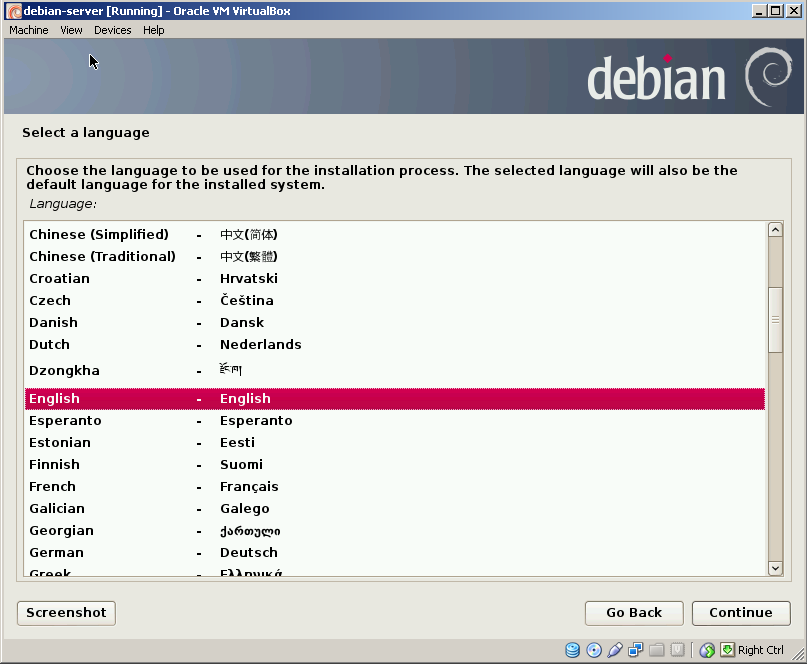 debian-server [Running] - Oracle VM VirtualBox
Machine View Devices Help
debian
Select a language
Choose the language to be used for the installation process. The selected language will also be the
default language for the installed system.
Language:
Chinese (Simplified) - 中文(简体)
Chinese (Traditional) - 中文(繁體)
Croatian - Hrvatski
Czech - Čeština
Danish - Dansk
Dutch - Nederlands
Dzongkha - རྫོང་ཁ།
English - English
Esperanto - Esperanto
Estonian - Eesti
Finnish - Suomi
French - Français
Galician - Galego
Georgian - ქართული
German - Deutsch
Greek - Ελληνικά
Screenshot Go Back Continue
Right Ctrl